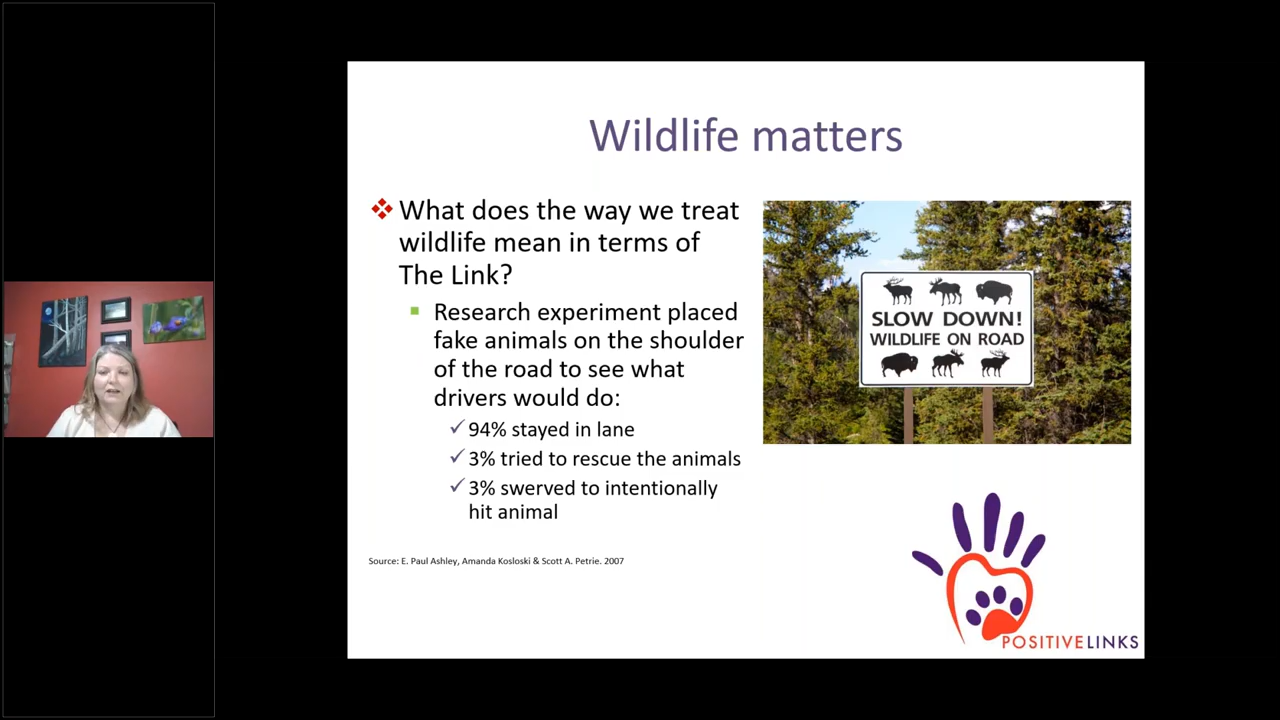 Wildlife matters
What does the way we treat
wildlife mean in terms of
The Link?
Research experiment placed
fake animals on the shoulder
of the road to see what
drivers would do:
94% stayed in lane
3% tried to rescue the animals
3% swerved to intentionally
hit animal
Source: E. Paul Ashley, Amanda Kosloski & Scott A. Petrie. 2007
SLOW DOWN!
WILDLIFE ON ROAD
POSITIVELINKS